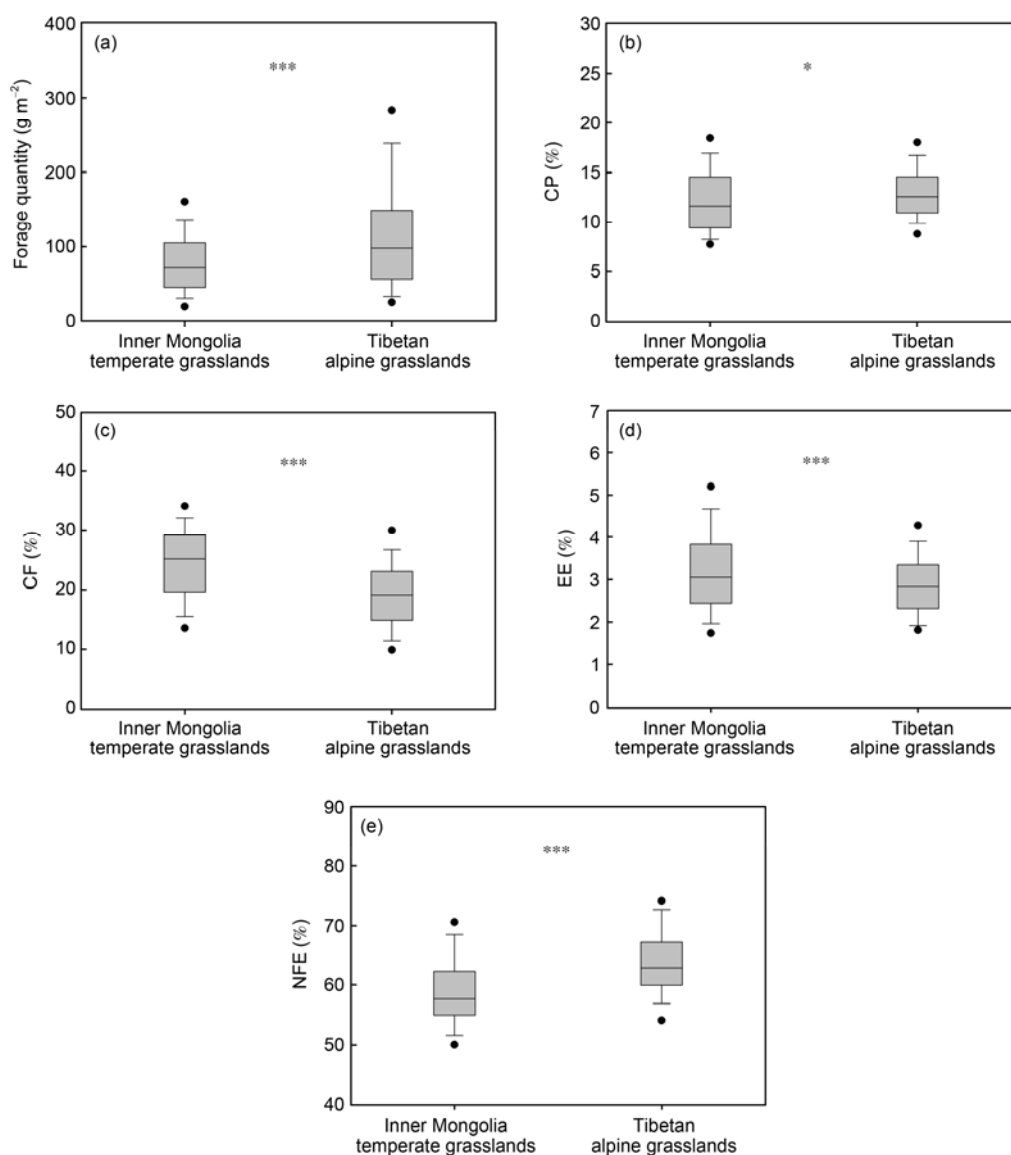 (a)
***
Forage quantity (g m⁻²)
400
300
200
100
0
Inner Mongolia
temperate grasslands
Tibetan
alpine grasslands
(b)
*
CP (%)
30
25
20
15
10
5
0
Inner Mongolia
temperate grasslands
Tibetan
alpine grasslands
(c)
***
CF (%)
50
40
30
20
10
0
Inner Mongolia
temperate grasslands
Tibetan
alpine grasslands
(d)
***
EE (%)
7
6
5
4
3
2
1
0
Inner Mongolia
temperate grasslands
Tibetan
alpine grasslands
(e)
***
NFE (%)
90
80
70
60
50
40
Inner Mongolia
temperate grasslands
Tibetan
alpine grasslands